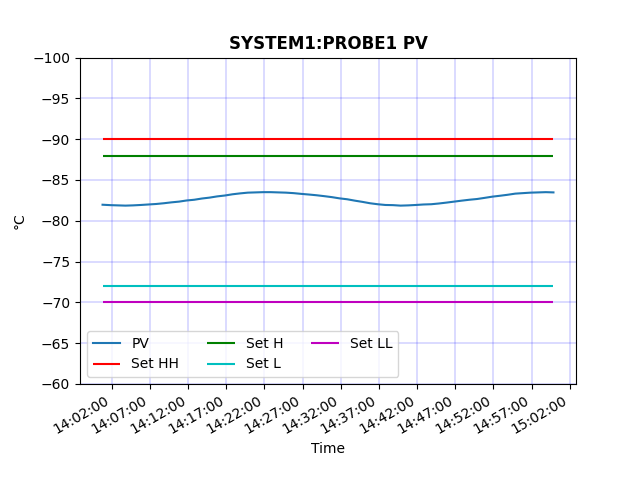 SYSTEM1:PROBE1 PV
−100
−95
−90
−85
−80
−75
−70
−65
−60
°C
PV
Set HH
Set H
Set L
Set LL
14:02:00
14:07:00
14:12:00
14:17:00
14:22:00
14:27:00
14:32:00
14:37:00
14:42:00
14:47:00
14:52:00
14:57:00
15:02:00
Time